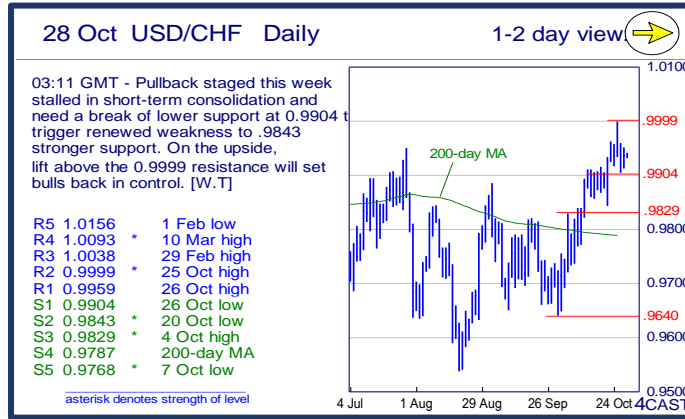 28 Oct USD/CHF Daily
1-2 day view:
03:11 GMT - Pullback staged this week
stalled in short-term consolidation and
need a break of lower support at 0.9904 t
trigger renewed weakness to .9843
stronger support. On the upside,
lift above the 0.9999 resistance will set
bulls back in control. [W.T]
R5 1.0156 1 Feb low
R4 1.0093 * 10 Mar high
R3 1.0038 29 Feb high
R2 0.9999 * 25 Oct high
R1 0.9959 26 Oct high
S1 0.9904 26 Oct low
S2 0.9843 * 20 Oct low
S3 0.9829 * 4 Oct high
S4 0.9787 200-day MA
S5 0.9768 * 7 Oct low
asterisk denotes strength of level
200-day MA
1.0100
.9999
.9904
.9829
0.9800
0.9700
.9640
0.9600
0.9500
4 Jul 1 Aug 29 Aug 26 Sep 24 Oct
4CAST